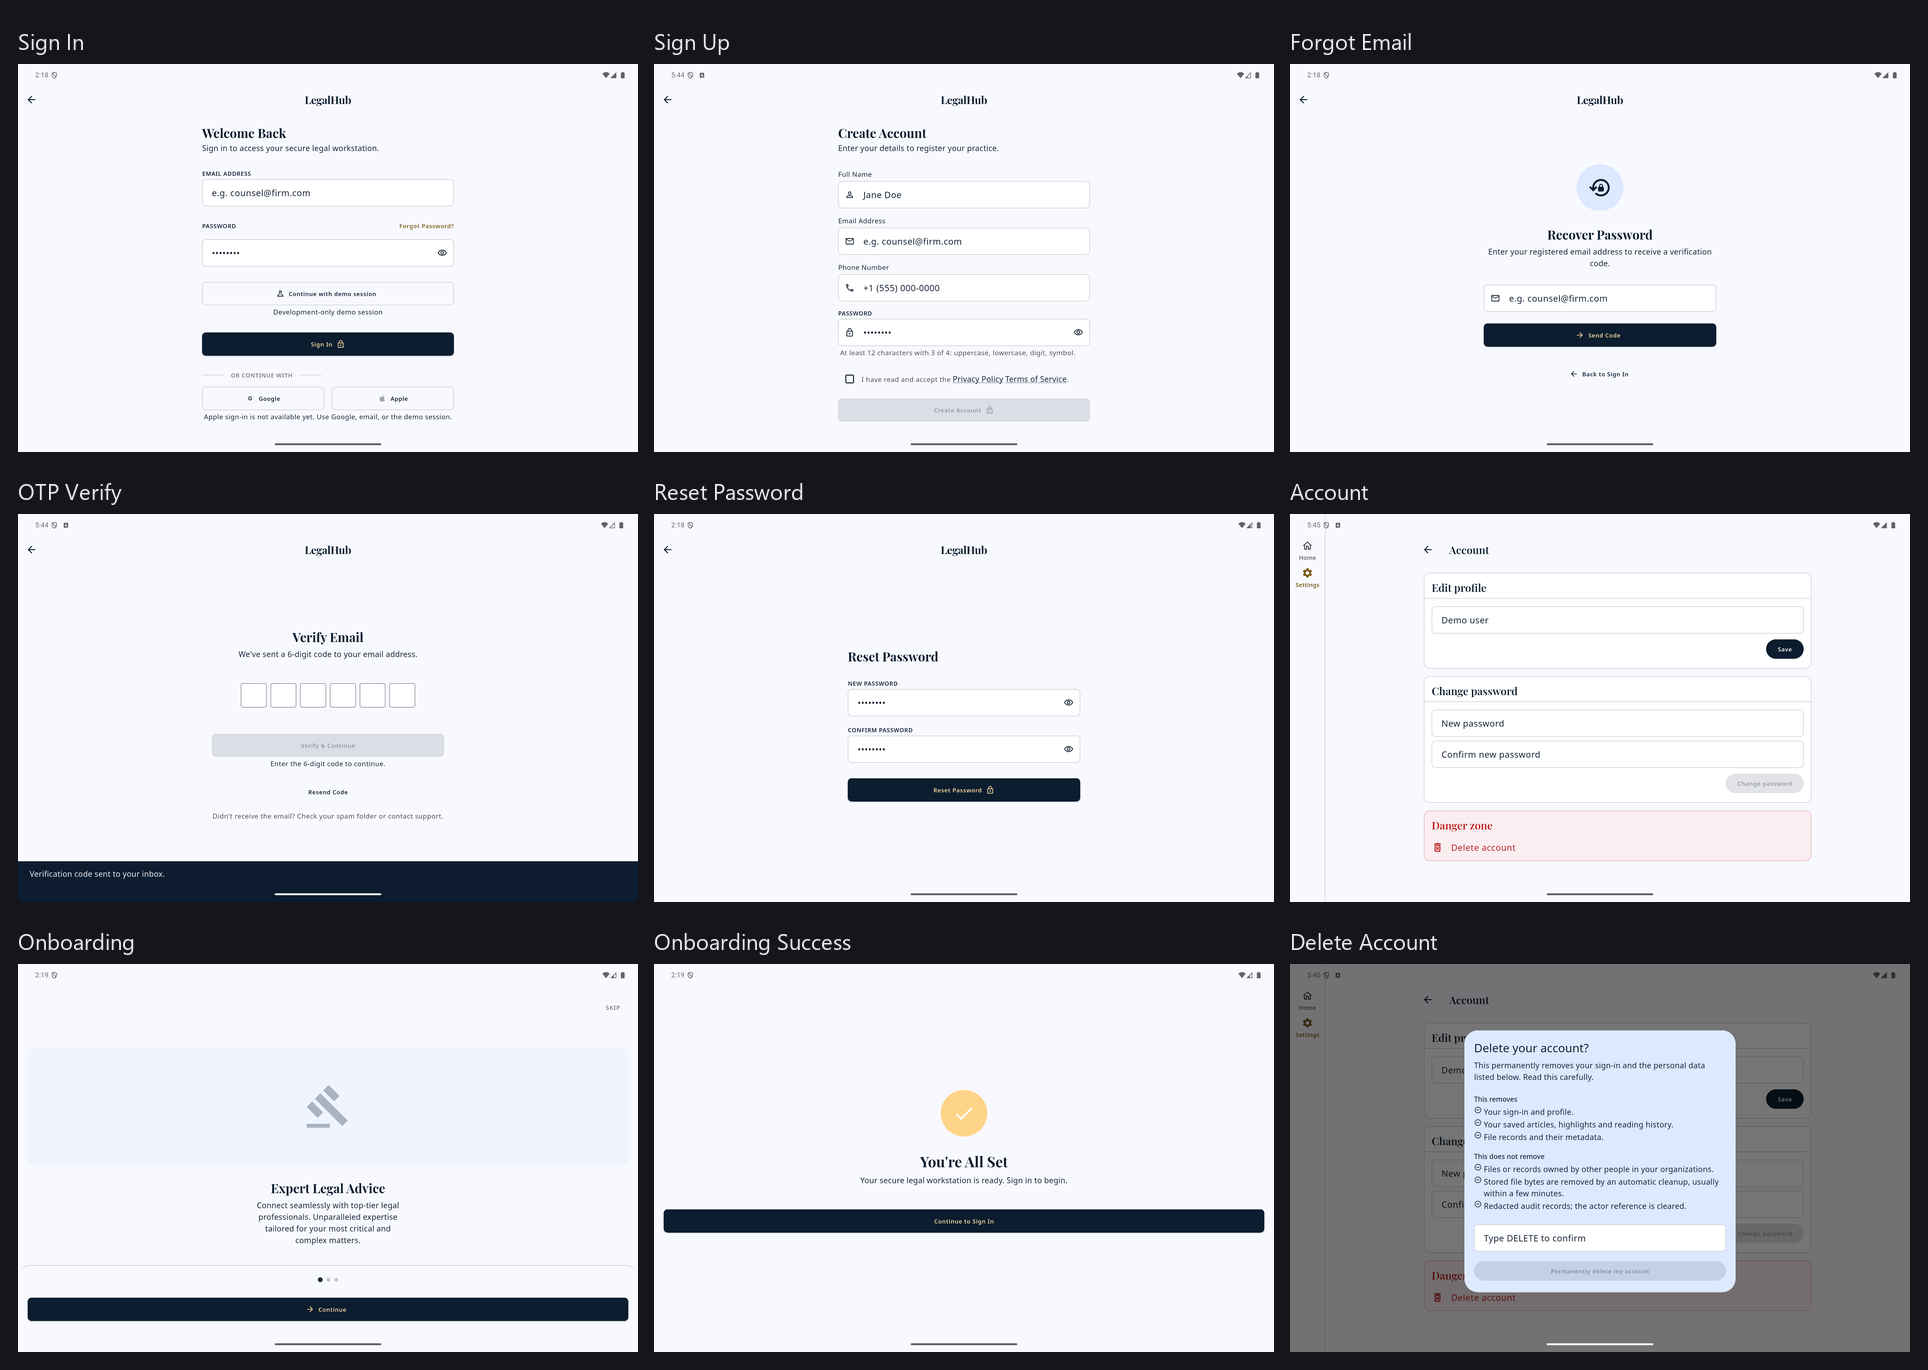 Sign In
2:18
LegalHub
Welcome Back
Sign in to access your secure legal workstation.
EMAIL ADDRESS
e.g. counsel@firm.com
PASSWORD
Forgot Password?
••••••••
Continue with demo session
Development-only demo session
Sign In
OR CONTINUE WITH
G Google
Apple
Apple sign-in is not available yet. Use Google, email, or the demo session.
Sign Up
5:44
LegalHub
Create Account
Enter your details to register your practice.
Full Name
Jane Doe
Email Address
e.g. counsel@firm.com
Phone Number
+1 (555) 000-0000
PASSWORD
••••••••
At least 12 characters with 3 of 4: uppercase, lowercase, digit, symbol.
I have read and accept the Privacy Policy Terms of Service.
Create Account
Forgot Email
2:18
LegalHub
Recover Password
Enter your registered email address to receive a verification
code.
e.g. counsel@firm.com
Send Code
Back to Sign In
OTP Verify
5:44
LegalHub
Verify Email
We've sent a 6-digit code to your email address.
Verify & Continue
Enter the 6-digit code to continue.
Resend Code
Didn't receive the email? Check your spam folder or contact support.
Verification code sent to your inbox.
Reset Password
2:18
LegalHub
Reset Password
NEW PASSWORD
••••••••
CONFIRM PASSWORD
••••••••
Reset Password
Account
5:45
Home
Settings
Account
Edit profile
Demo user
Save
Change password
New password
Confirm new password
Change password
Danger zone
Delete account
Onboarding
2:19
SKIP
Expert Legal Advice
Connect seamlessly with top-tier legal
professionals. Unparalleled expertise
tailored for your most critical and
complex matters.
Continue
Onboarding Success
2:19
You're All Set
Your secure legal workstation is ready. Sign in to begin.
Continue to Sign In
Delete Account
5:45
Home
Settings
Account
Edit pr
Demo
Save
Chang
New p
Confi
Change password
Dange
Delete account
Delete your account?
This permanently removes your sign-in and the personal data
listed below. Read this carefully.
This removes
Your sign-in and profile.
Your saved articles, highlights and reading history.
File records and their metadata.
This does not remove
Files or records owned by other people in your organizations.
Stored file bytes are removed by an automatic cleanup, usually
within a few minutes.
Redacted audit records; the actor reference is cleared.
Type DELETE to confirm
Permanently delete my account